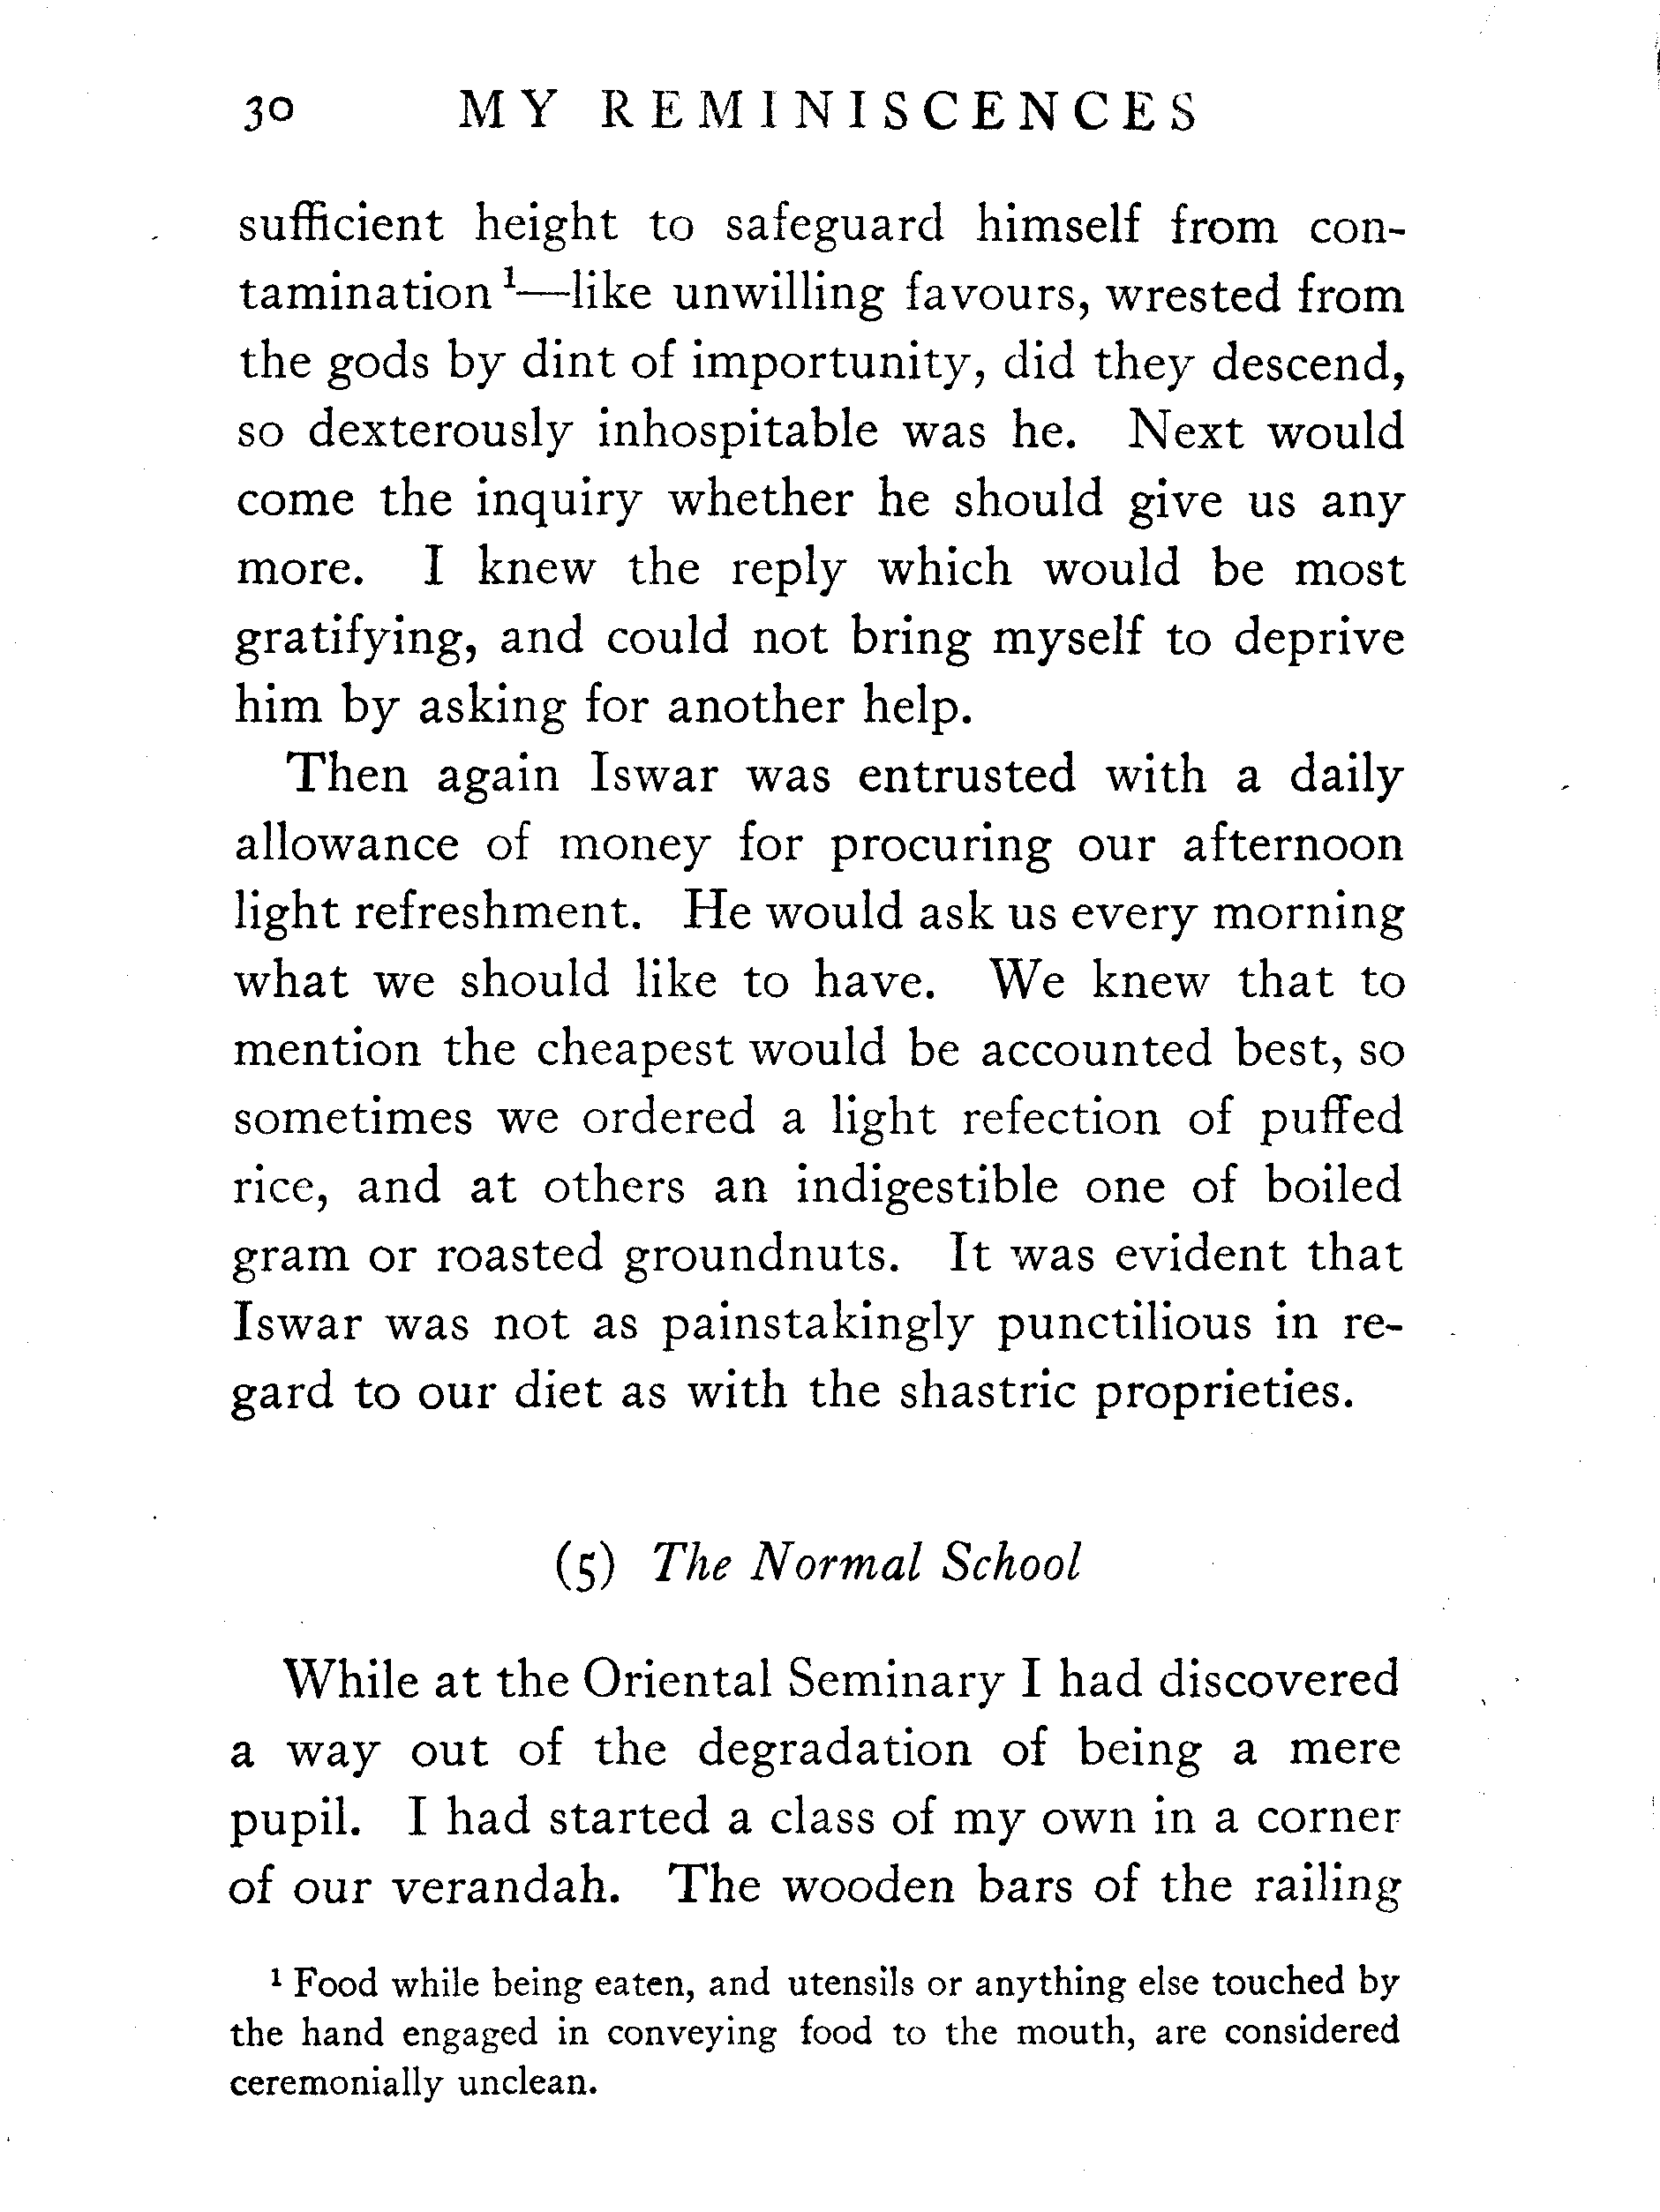 30 MY REMINISCENCES
sufficient height to safeguard himself from con-
tamination ¹—like unwilling favours, wrested from
the gods by dint of importunity, did they descend,
so dexterously inhospitable was he. Next would
come the inquiry whether he should give us any
more. I knew the reply which would be most
gratifying, and could not bring myself to deprive
him by asking for another help.
Then again Iswar was entrusted with a daily
allowance of money for procuring our afternoon
light refreshment. He would ask us every morning
what we should like to have. We knew that to
mention the cheapest would be accounted best, so
sometimes we ordered a light refection of puffed
rice, and at others an indigestible one of boiled
gram or roasted groundnuts. It was evident that
Iswar was not as painstakingly punctilious in re-
gard to our diet as with the shastric proprieties.
(5) The Normal School
While at the Oriental Seminary I had discovered
a way out of the degradation of being a mere
pupil. I had started a class of my own in a corner
of our verandah. The wooden bars of the railing
¹ Food while being eaten, and utensils or anything else touched by
the hand engaged in conveying food to the mouth, are considered
ceremonially unclean.